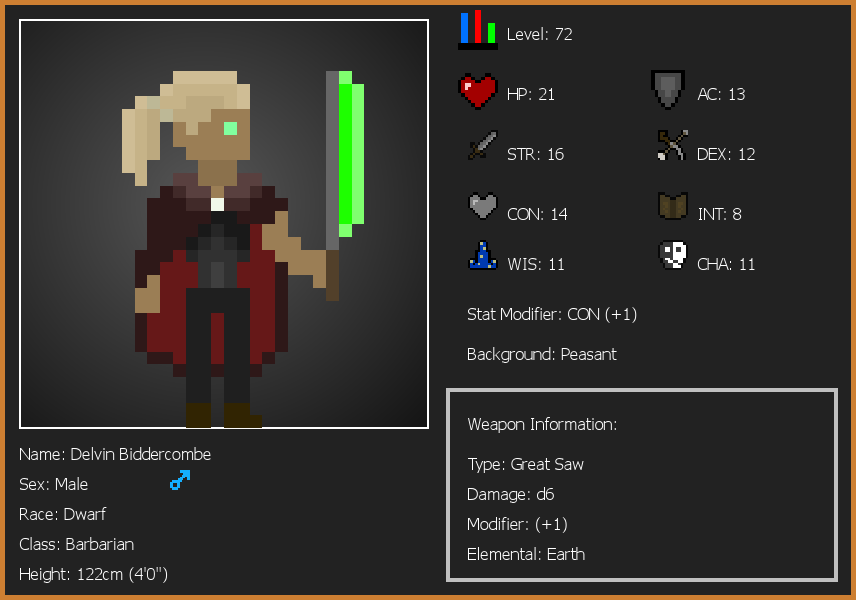 Level: 72
HP: 21
AC: 13
STR: 16
DEX: 12
CON: 14
INT: 8
WIS: 11
CHA: 11
Stat Modifier: CON (+1)
Background: Peasant
Weapon Information:
Type: Great Saw
Damage: d6
Modifier: (+1)
Elemental: Earth
Name: Delvin Biddercombe
Sex: Male
Race: Dwarf
Class: Barbarian
Height: 122cm (4'0")